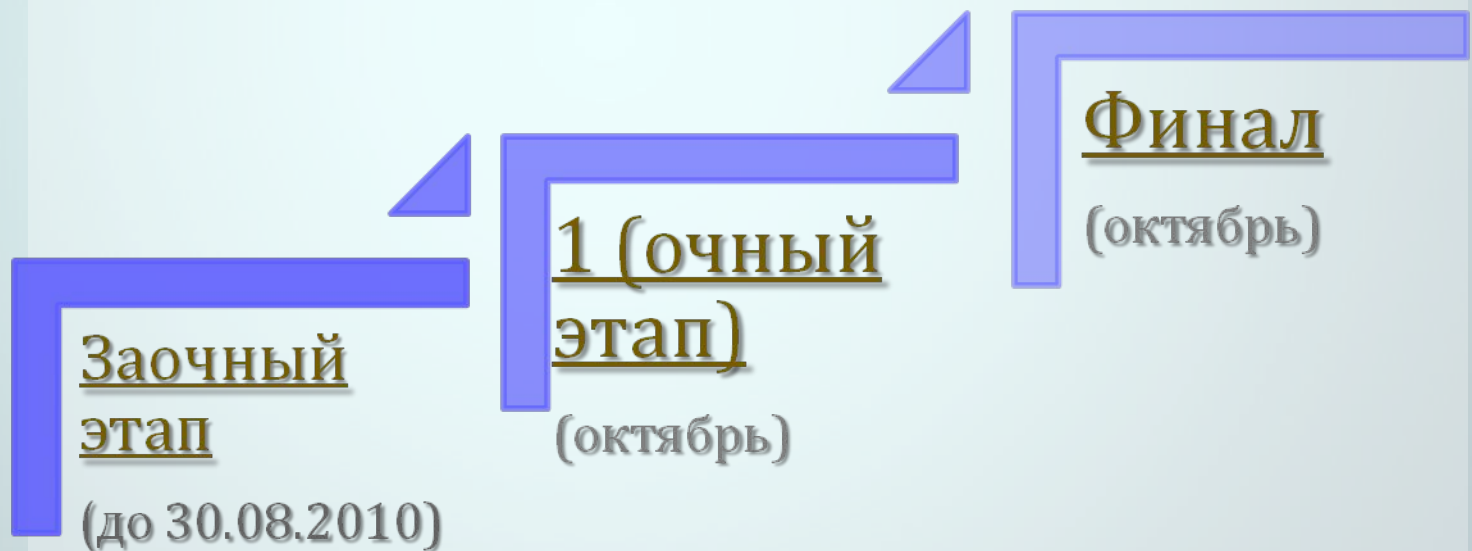 Заочный
этап
(до 30.08.2010)
1 (очный
этап)
(октябрь)
Финал
(октябрь)